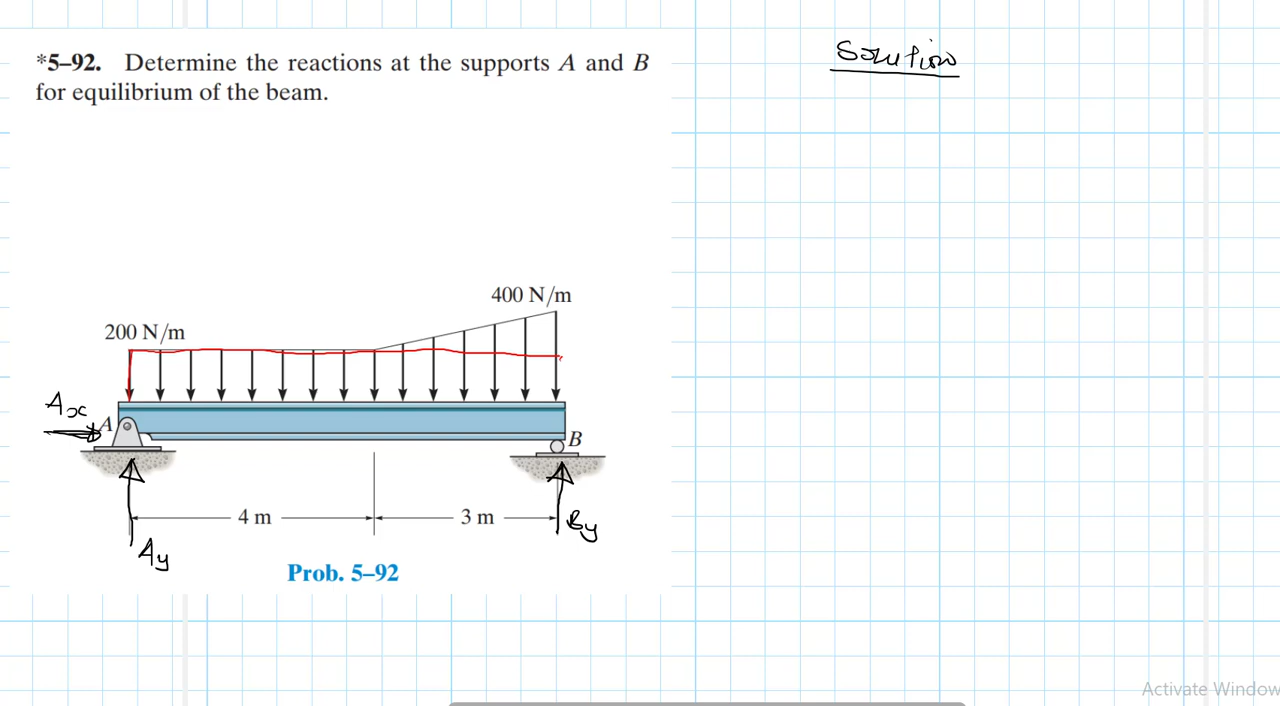 *5–92. Determine the reactions at the supports A and B
for equilibrium of the beam.
Solution
400 N/m
200 N/m
Ax
A
B
4 m
3 m
By
Ay
Prob. 5–92
Activate Window